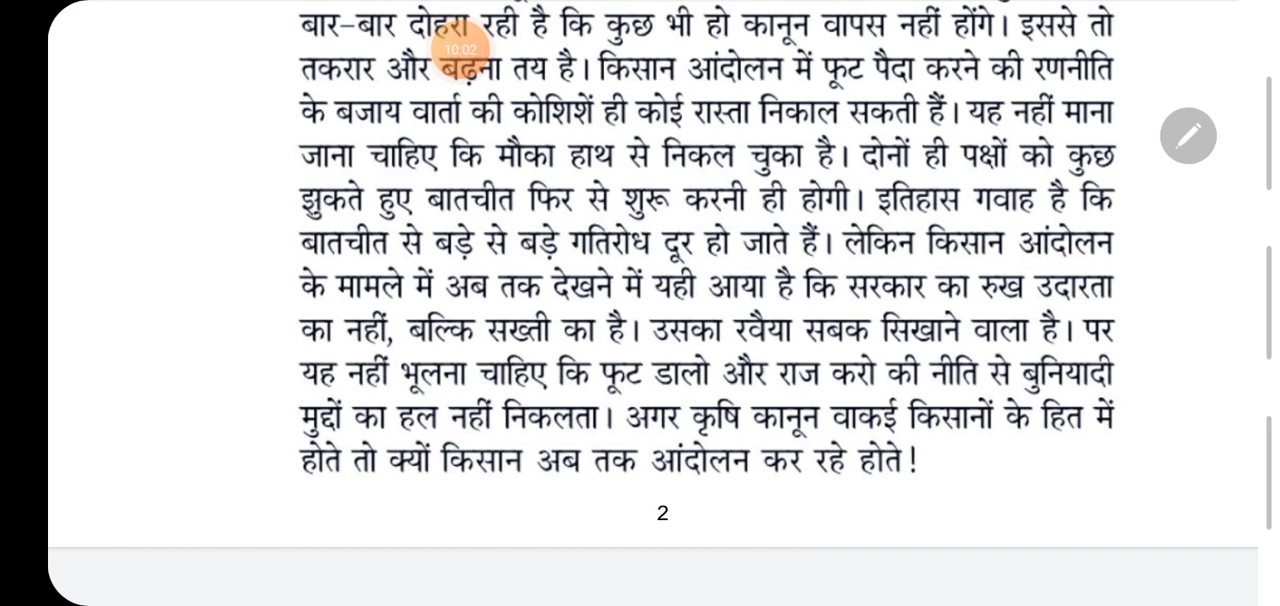 बार-बार दोहरा रही है कि कुछ भी हो कानून वापस नहीं होंगे। इससे तो
10:02
तकरार और बढ़ना तय है। किसान आंदोलन में फूट पैदा करने की रणनीति
के बजाय वार्ता की कोशिशें ही कोई रास्ता निकाल सकती हैं। यह नहीं माना
जाना चाहिए कि मौका हाथ से निकल चुका है। दोनों ही पक्षों को कुछ
झुकते हुए बातचीत फिर से शुरू करनी ही होगी। इतिहास गवाह है कि
बातचीत से बड़े से बड़े गतिरोध दूर हो जाते हैं। लेकिन किसान आंदोलन
के मामले में अब तक देखने में यही आया है कि सरकार का रुख उदारता
का नहीं, बल्कि सख्ती का है। उसका रवैया सबक सिखाने वाला है। पर
यह नहीं भूलना चाहिए कि फूट डालो और राज करो की नीति से बुनियादी
मुद्दों का हल नहीं निकलता। अगर कृषि कानून वाकई किसानों के हित में
होते तो क्यों किसान अब तक आंदोलन कर रहे होते!
2